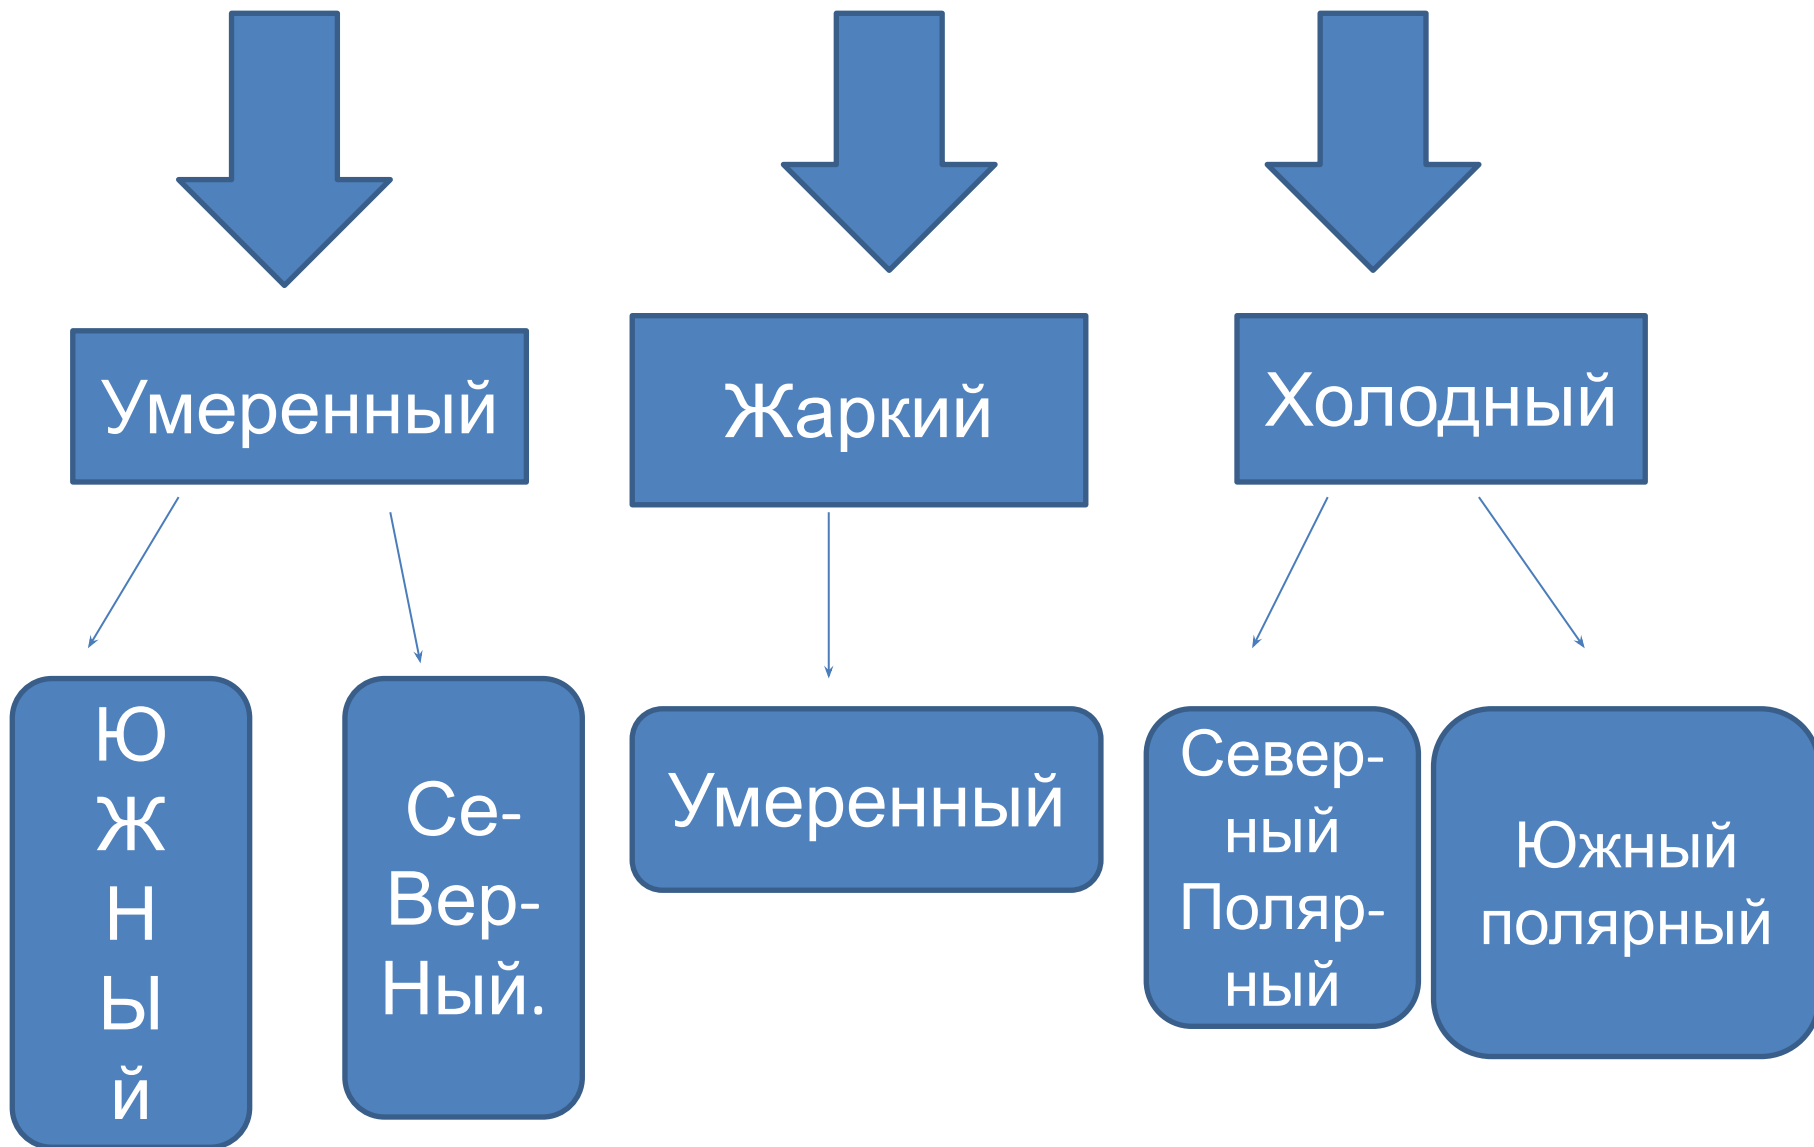 Умеренный
Жаркий
Холодный
Ю
Ж
Н
Ы
й
Се-
Вер-
Ный.
Умеренный
Север-
ный
Поляр-
ный
Южный
полярный